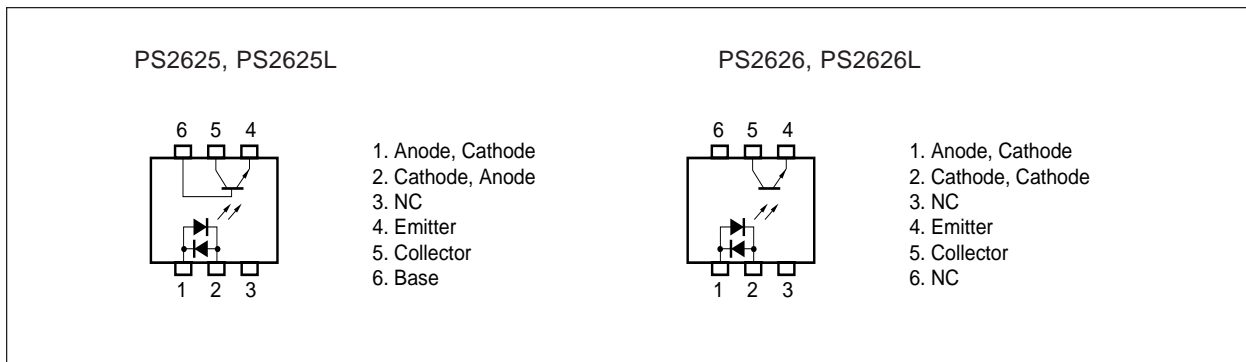 PS2625, PS2625L
6 5 4
1. Anode, Cathode
2. Cathode, Anode
3. NC
4. Emitter
5. Collector
6. Base
1 2 3
PS2626, PS2626L
6 5 4
1. Anode, Cathode
2. Cathode, Cathode
3. NC
4. Emitter
5. Collector
6. NC
1 2 3